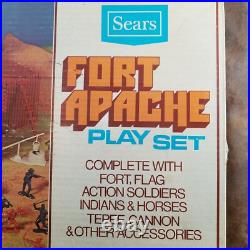 Sears
FORT
APACHE
PLAY SET
COMPLETE WITH
FORT, FLAG
ACTION SOLDIERS
INDIANS & HORSES
TEPEE, CANNON
& OTHER ACCESSORIES